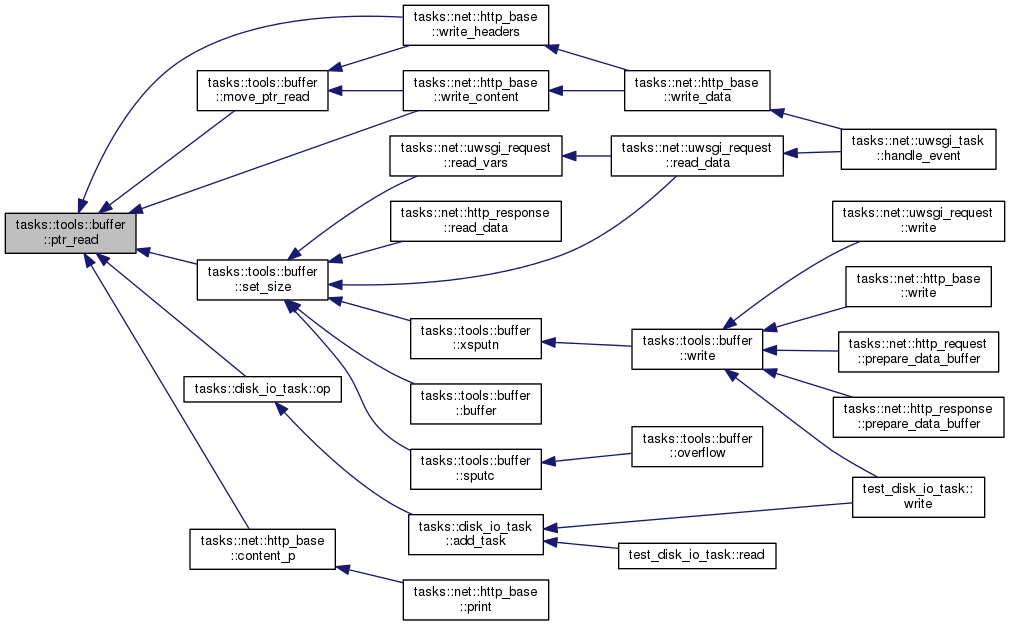 tasks::net::http_base
::write_headers
tasks::tools::buffer
::move_ptr_read
tasks::net::http_base
::write_content
tasks::net::http_base
::write_data
tasks::net::uwsgi_task
::handle_event
tasks::net::uwsgi_request
::read_vars
tasks::net::uwsgi_request
::read_data
tasks::tools::buffer
::ptr_read
tasks::net::http_response
::read_data
tasks::net::uwsgi_request
::write
tasks::tools::buffer
::set_size
tasks::net::http_base
::write
tasks::tools::buffer
::xsputn
tasks::tools::buffer
::write
tasks::net::http_request
::prepare_data_buffer
tasks::disk_io_task::op
tasks::tools::buffer
::buffer
tasks::net::http_response
::prepare_data_buffer
tasks::tools::buffer
::overflow
tasks::tools::buffer
::sputc
test_disk_io_task::
write
tasks::disk_io_task
::add_task
test_disk_io_task::read
tasks::net::http_base
::content_p
tasks::net::http_base
::print